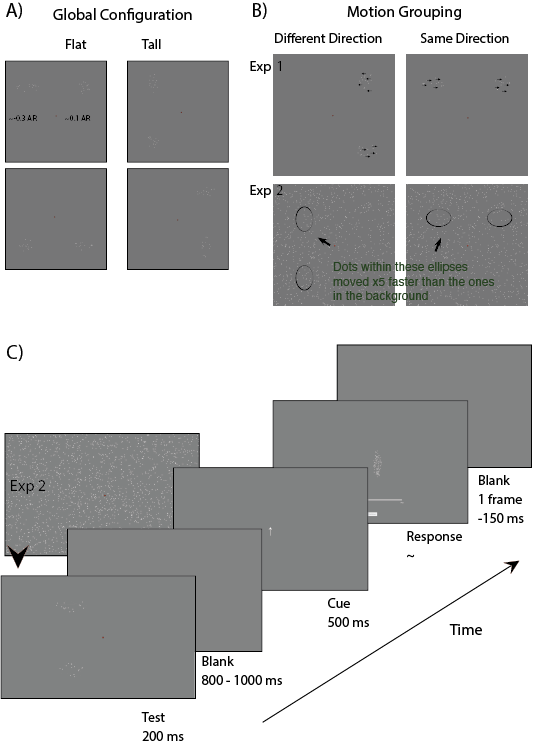 A)
Global Configuration
Flat
Tall
~-0.3 AR
~0.1 AR
B)
Motion Grouping
Different Direction
Same Direction
Exp 1
Exp 2
Dots within these ellipses
moved x5 faster than the ones
in the background
C)
Exp 2
Test
200 ms
Blank
800 - 1000 ms
Cue
500 ms
Response
~
Blank
1 frame
-150 ms
Time